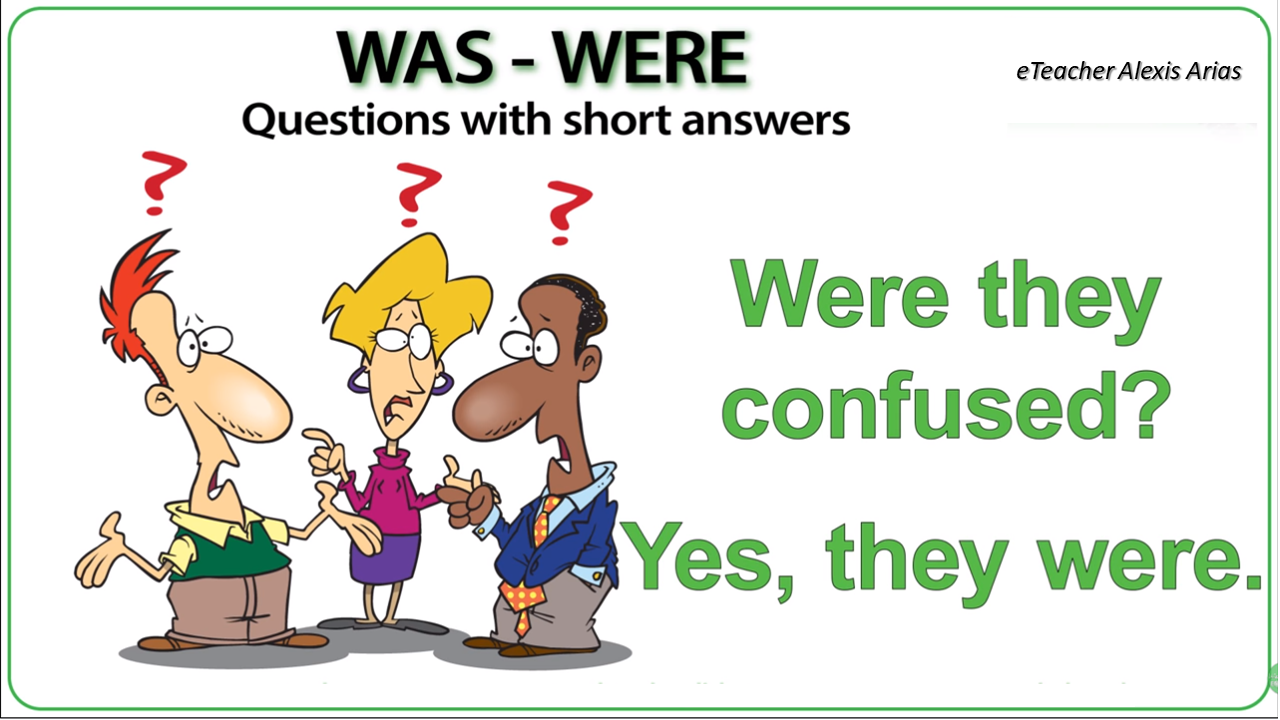 WAS - WERE
eTeacher Alexis Arias
Questions with short answers
? ? ?
Were they
confused?
Yes, they were.